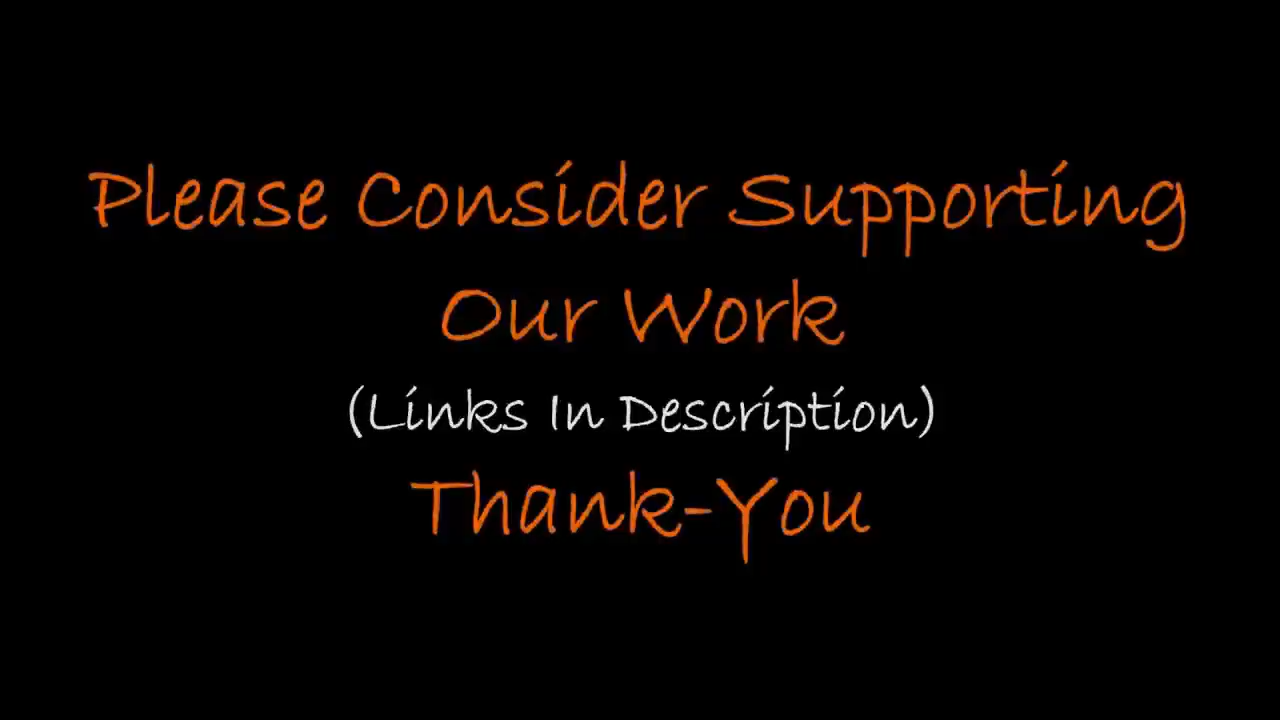 Please Consider Supporting
Our Work
(Links In Description)
Thank-You